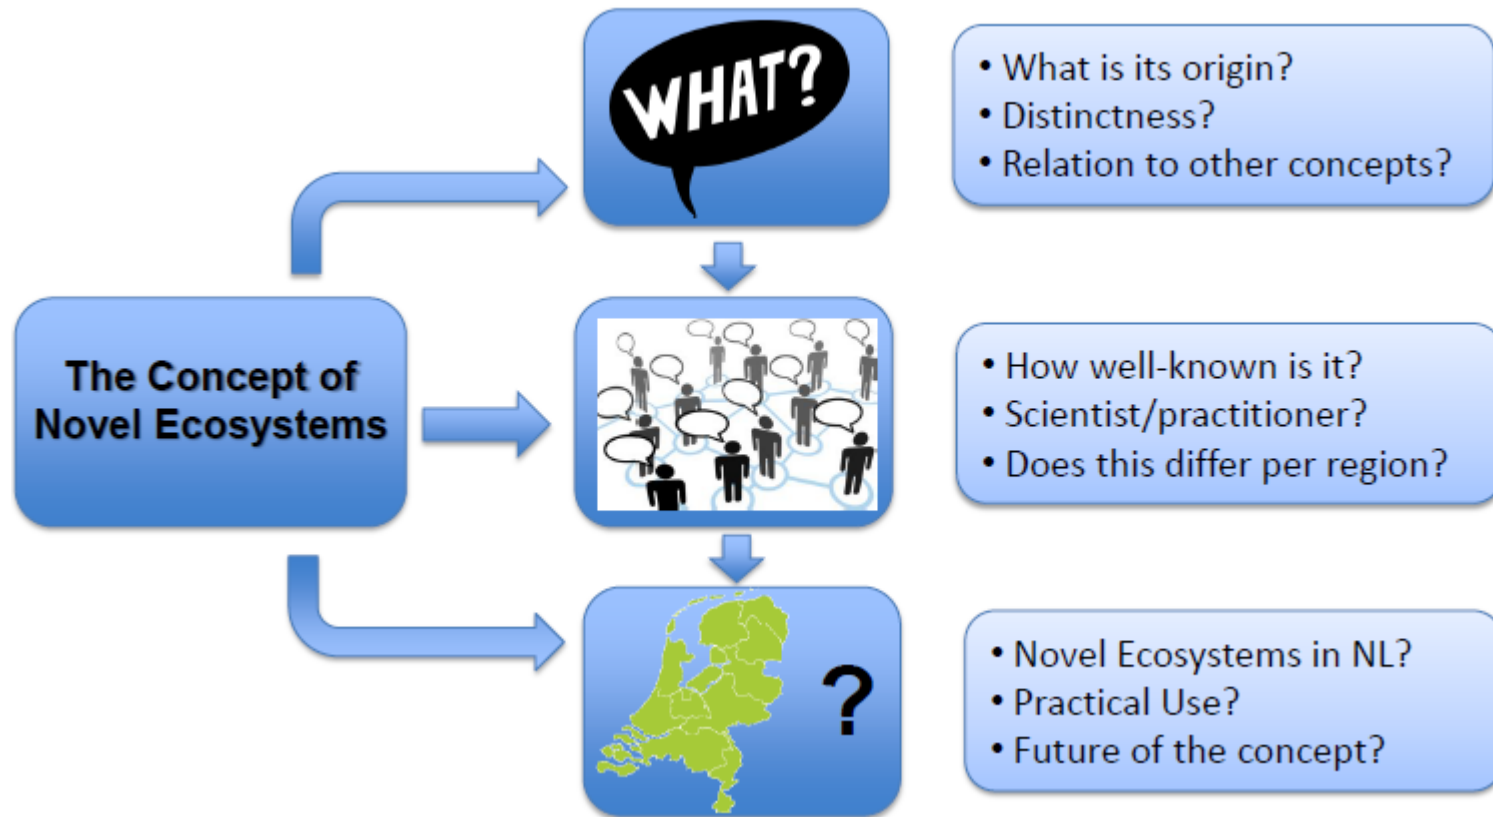 WHAT?
• What is its origin?
• Distinctness?
• Relation to other concepts?
The Concept of
Novel Ecosystems
• How well-known is it?
• Scientist/practitioner?
• Does this differ per region?
?
• Novel Ecosystems in NL?
• Practical Use?
• Future of the concept?